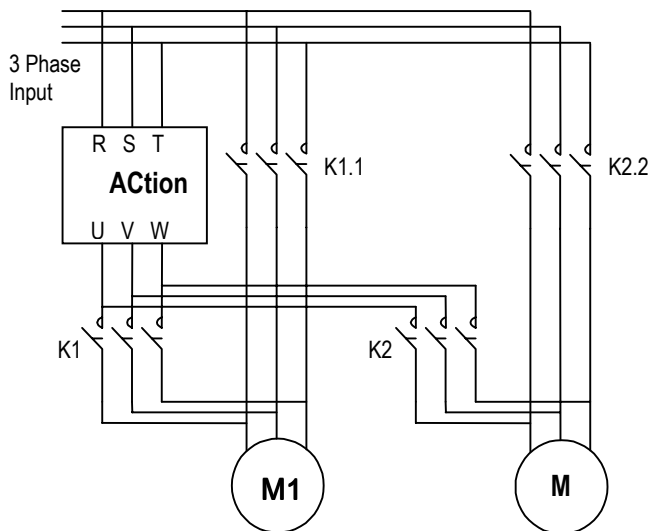 3 Phase
Input
R S T
ACtion
U V W
K1.1
K2.2
K1
K2
M1
M